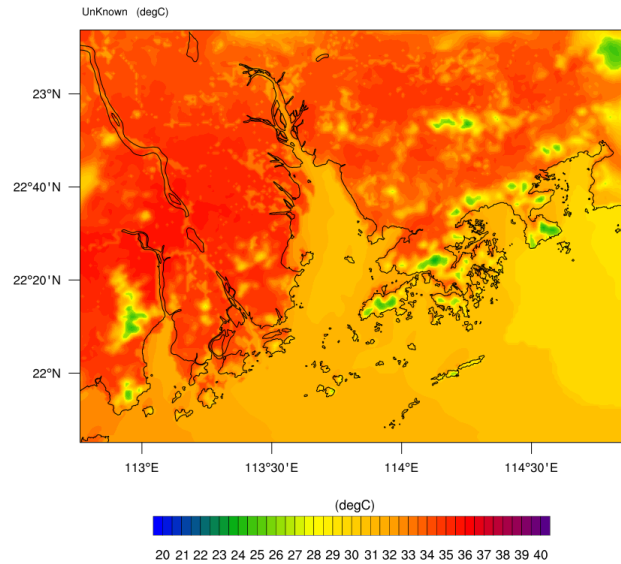 UnKnown (degC)
23°N
22°40'N
22°20'N
22°N
113°E 113°30'E 114°E 114°30'E
(degC)
20 21 22 23 24 25 26 27 28 29 30 31 32 33 34 35 36 37 38 39 40